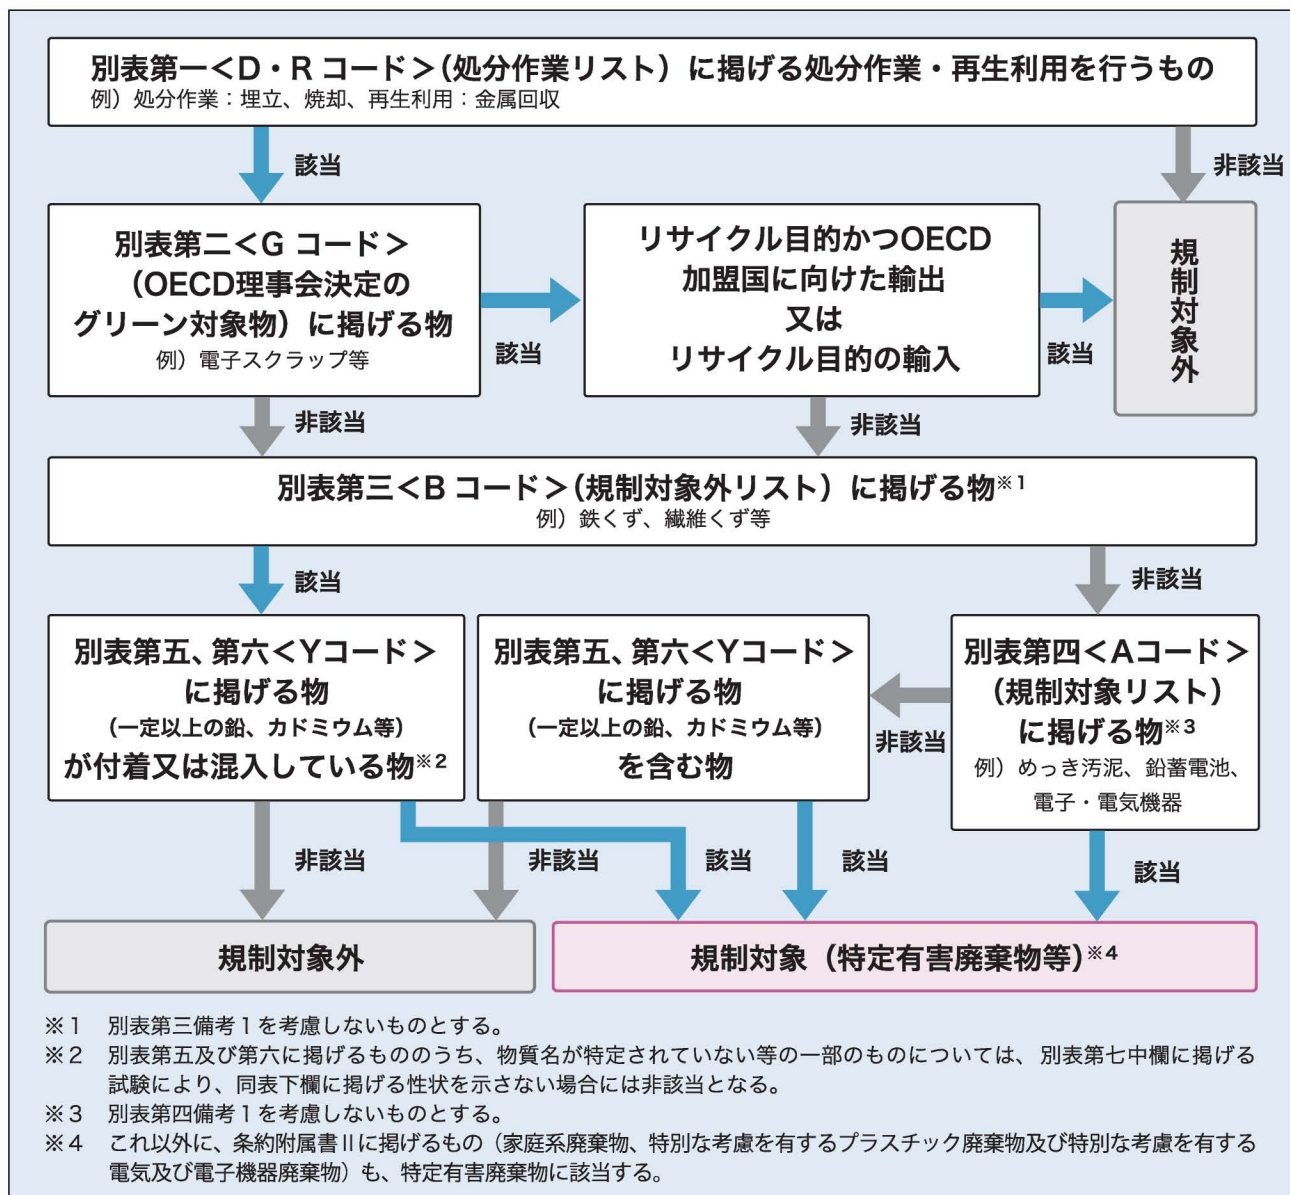 別表第一＜D・R コード＞（処分作業リスト）に掲げる処分作業・再生利用を行うもの
例）処分作業：埋立、焼却、再生利用：金属回収
該当
非該当
別表第二＜G コード＞
（OECD理事会決定の
グリーン対象物）に掲げる物
例）電子スクラップ等
該当
リサイクル目的かつOECD
加盟国に向けた輸出
又は
リサイクル目的の輸入
該当
規制対象外
非該当
非該当
別表第三＜B コード＞（規制対象外リスト）に掲げる物※1
例）鉄くず、繊維くず等
該当
非該当
別表第五、第六＜Yコード＞
に掲げる物
（一定以上の鉛、カドミウム等）
が付着又は混入している物※2
別表第五、第六＜Yコード＞
に掲げる物
（一定以上の鉛、カドミウム等）
を含む物
非該当
別表第四＜Aコード＞
（規制対象リスト）
に掲げる物※3
例）めっき汚泥、鉛蓄電池、
電子・電気機器
非該当
非該当
該当
該当
該当
規制対象外
規制対象（特定有害廃棄物等）※4
※1 別表第三備考1を考慮しないものとする。
※2 別表第五及び第六に掲げるもののうち、物質名が特定されていない等の一部のものについては、別表第七中欄に掲げる
試験により、同表下欄に掲げる性状を示さない場合には非該当となる。
※3 別表第四備考1を考慮しないものとする。
※4 これ以外に、条約附属書Ⅱに掲げるもの（家庭系廃棄物、特別な考慮を有するプラスチック廃棄物及び特別な考慮を有する
電気及び電子機器廃棄物）も、特定有害廃棄物に該当する。